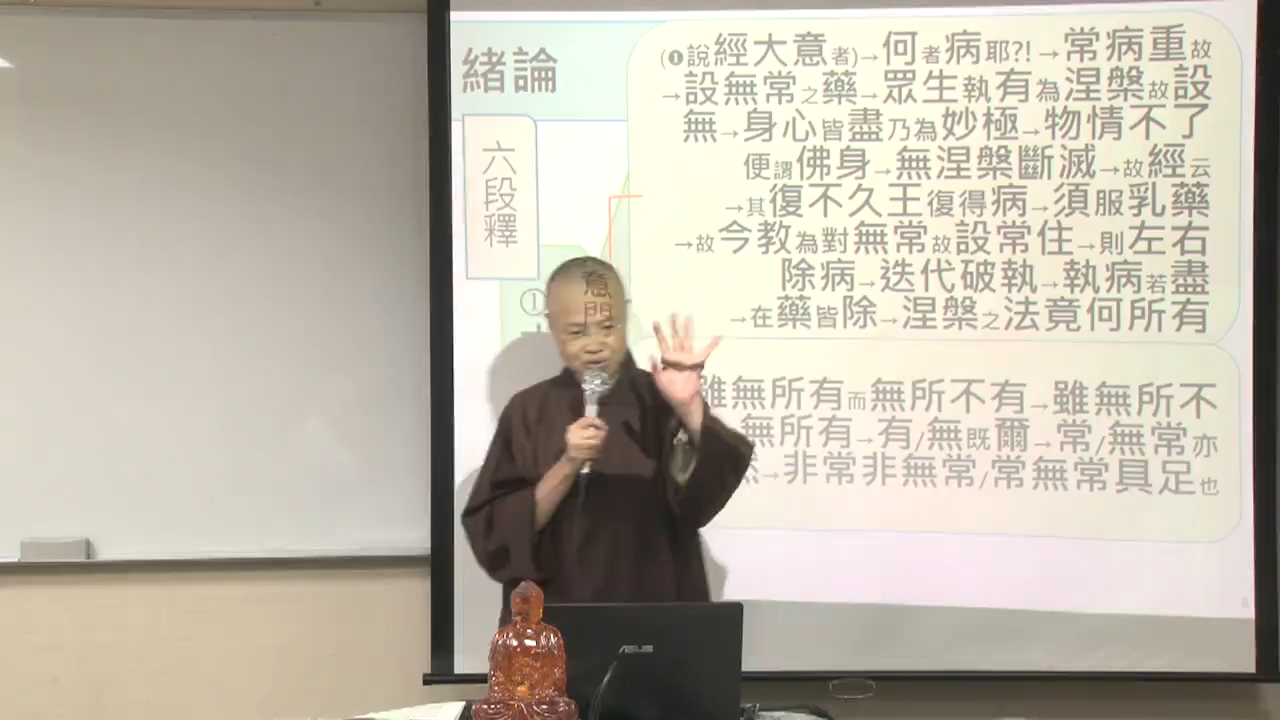 緒論
六段釋
(❶說經大意者)→何者病耶?!→常病重故
→設無常之藥→眾生執有為涅槃故設
無→身心皆盡乃為妙極→物情不了
便謂佛身→無涅槃斷滅→故經云
→其復不久王復得病→須服乳藥
→故今教為對無常故設常住→則左右
除病→迭代破執→執病若盡
→在藥皆除→涅槃之法竟何所有
①
意門
雖無所有而無所不有→雖無所不
無所有→有/無既爾→常/無常亦
然→非常非無常/常無常具足也
ASUS